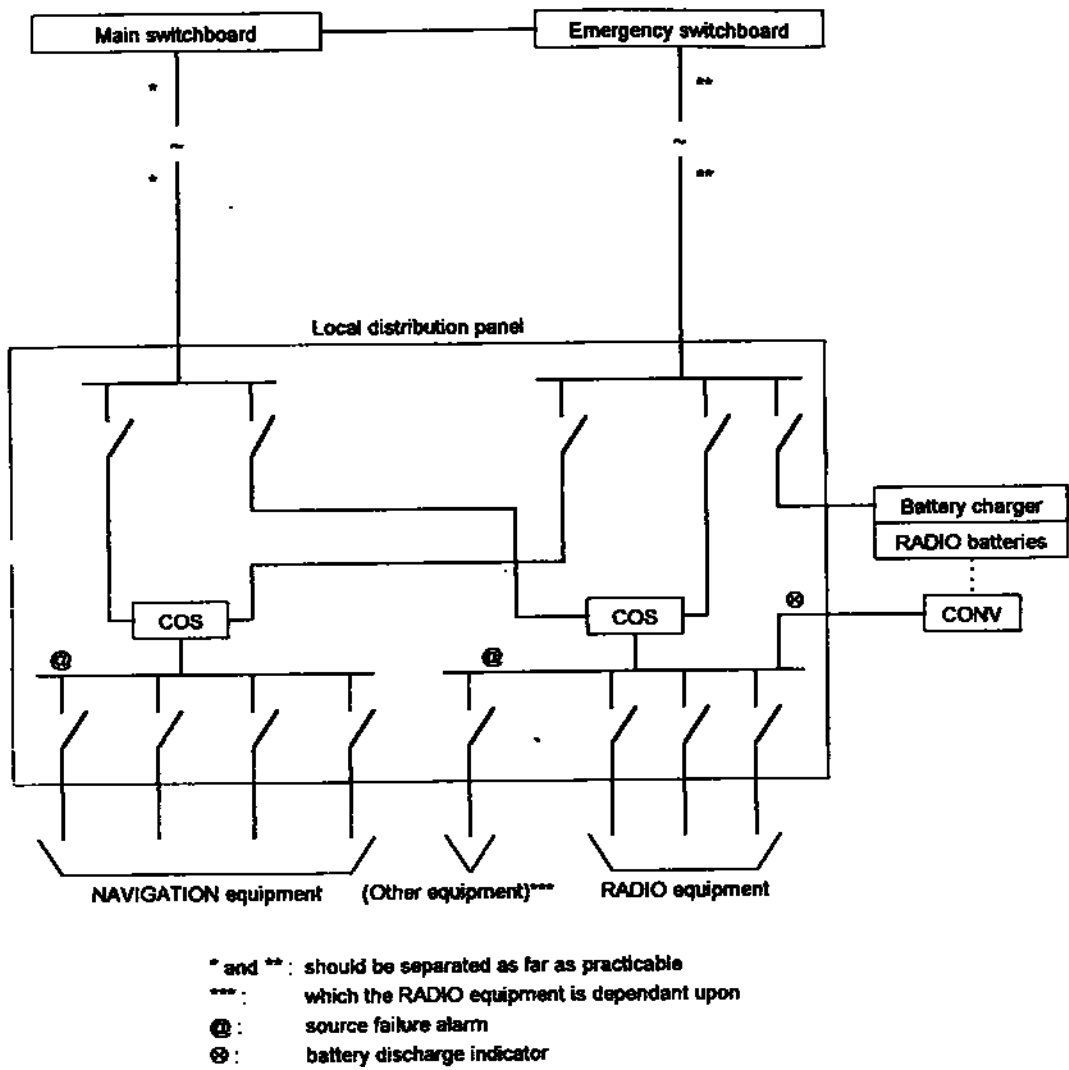 Main switchboard
Emergency switchboard
*
**
~
~
*
**
Local distribution panel
Battery charger
RADIO batteries
COS
COS
⊗
CONV
@
@
NAVIGATION equipment
(Other equipment)***
RADIO equipment
* and ** : should be separated as far as practicable
*** : which the RADIO equipment is dependant upon
@ : source failure alarm
⊗ : battery discharge indicator